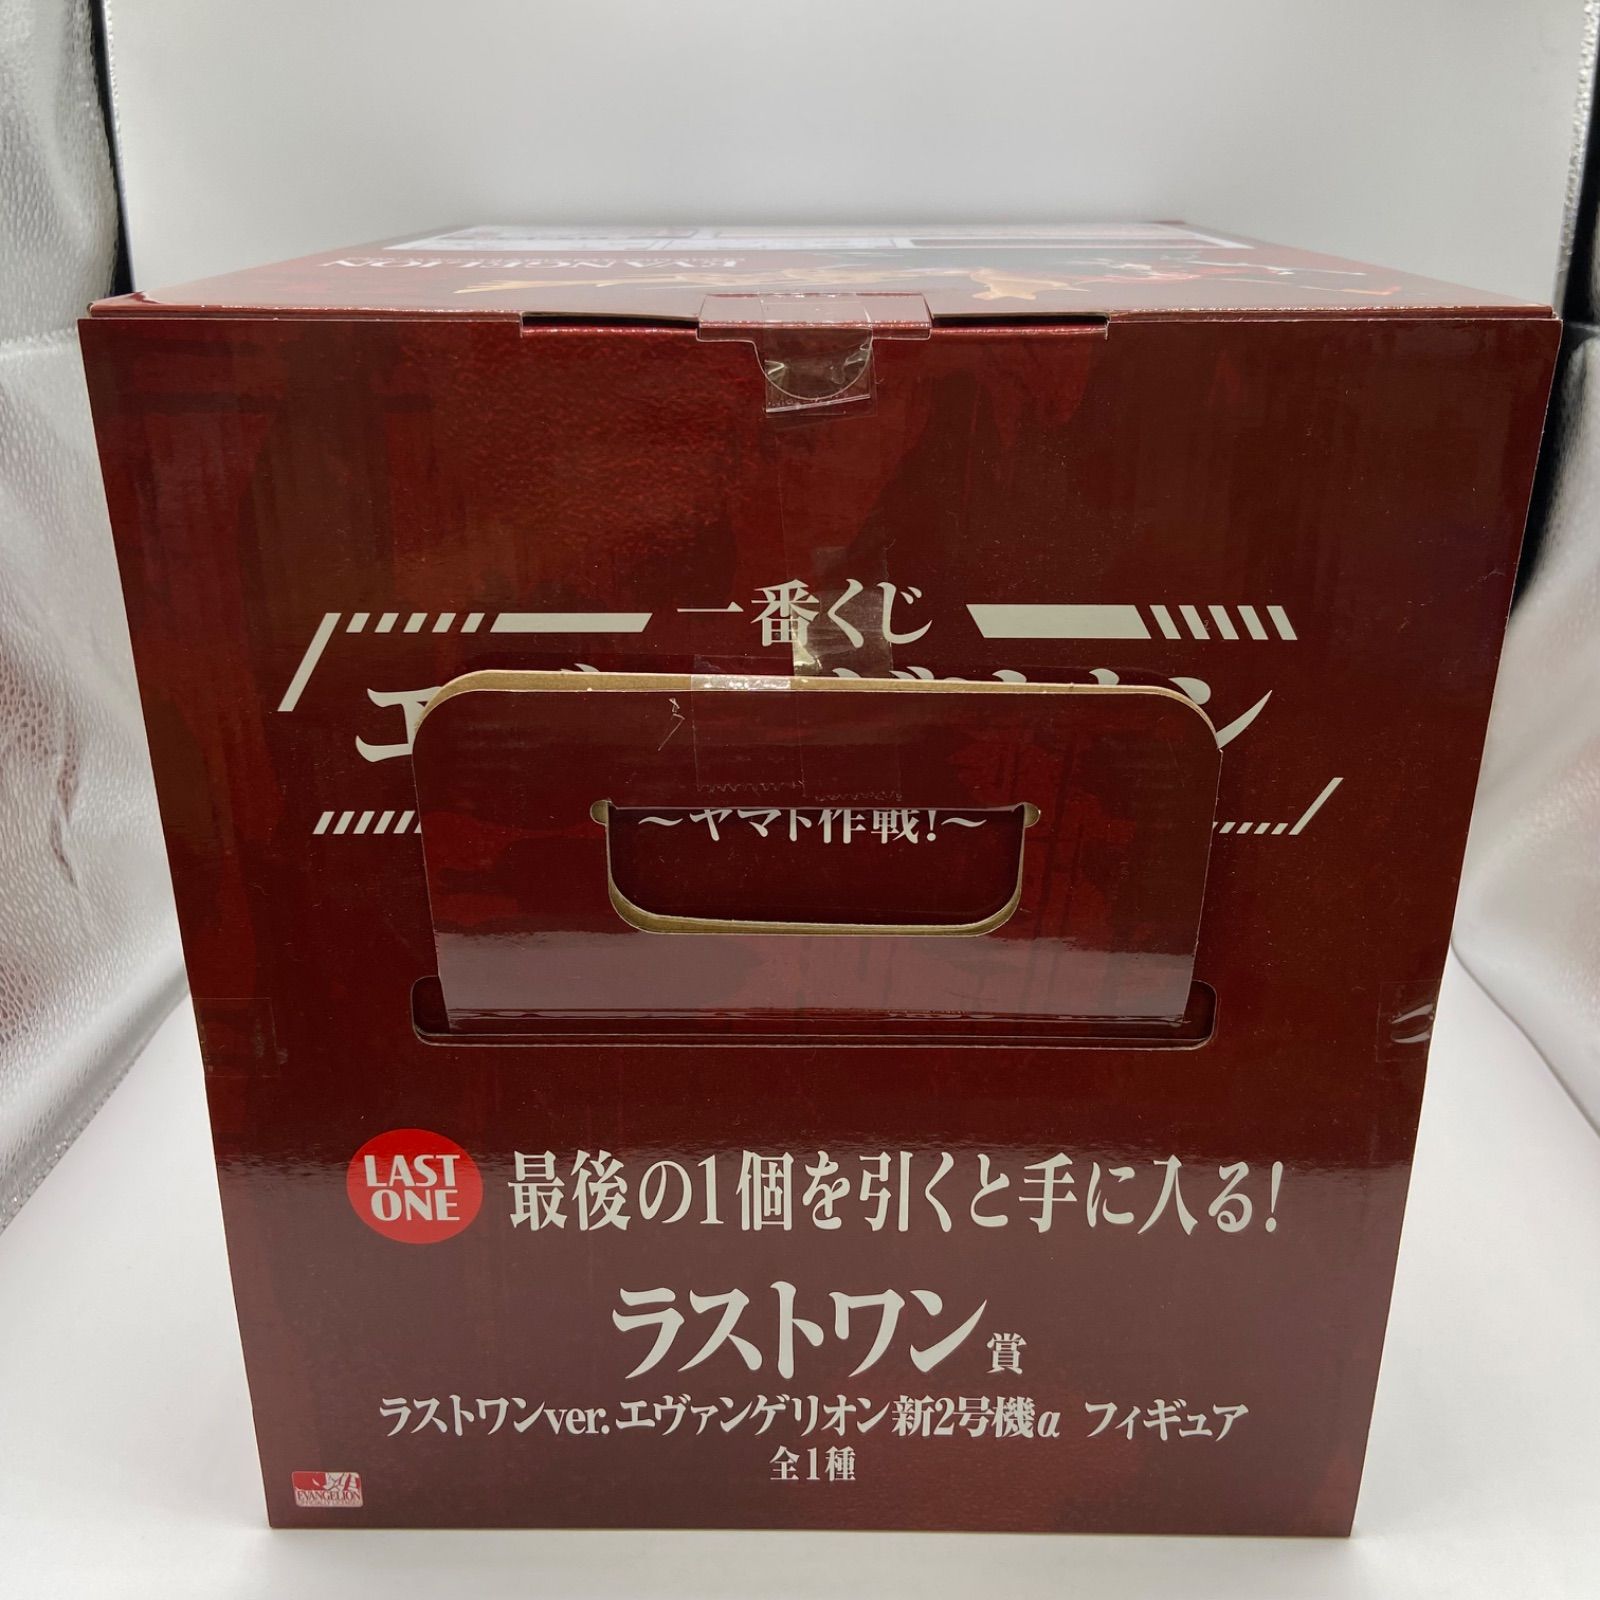 EVANGELION
一番くじ
～ヤマト作戦!～
LAST
ONE
最後の1個を引くと手に入る!
ラストワン賞
ラストワンver.エヴァンゲリオン新2号機α フィギュア
全1種
EVANGELION